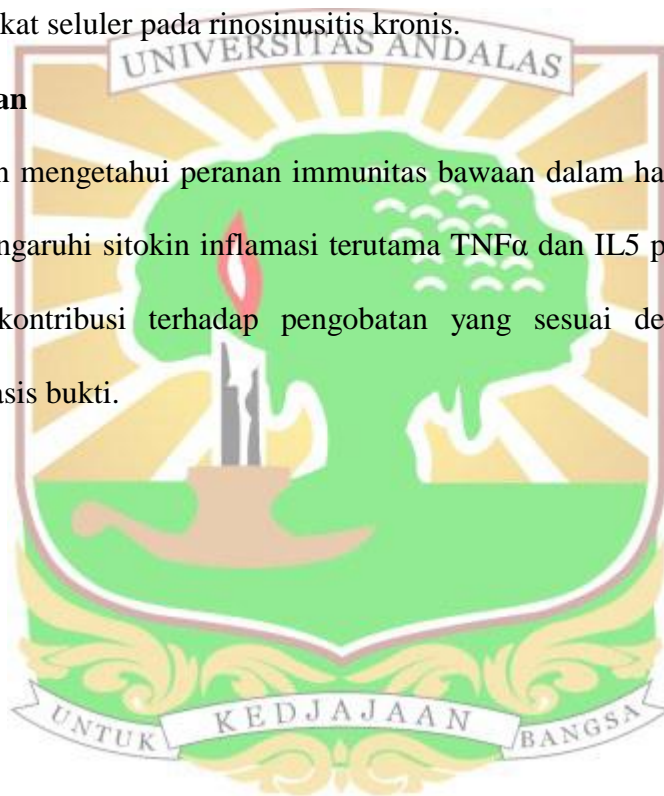 kat seluler pada rinosinusitis kronis.
UNIVERSITAS ANDALAS
an
n mengetahui peranan immunitas bawaan dalam ha
ngaruhi sitokin inflamasi terutama TNFα dan IL5 p
kontribusi terhadap pengobatan yang sesuai de
asis bukti.
UNTUK KEDJAJAAN BANGSA